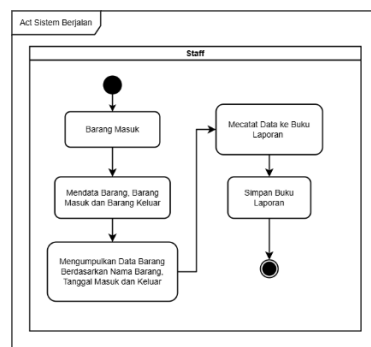 Act Sistem Berjalan
Staff
Barang Masuk
Mendata Barang, Barang
Masuk dan Barang Keluar
Mengumpulkan Data Barang
Berdasarkan Nama Barang,
Tanggal Masuk dan Keluar
Mecatat Data ke Buku
Laporan
Simpan Buku
Laporan